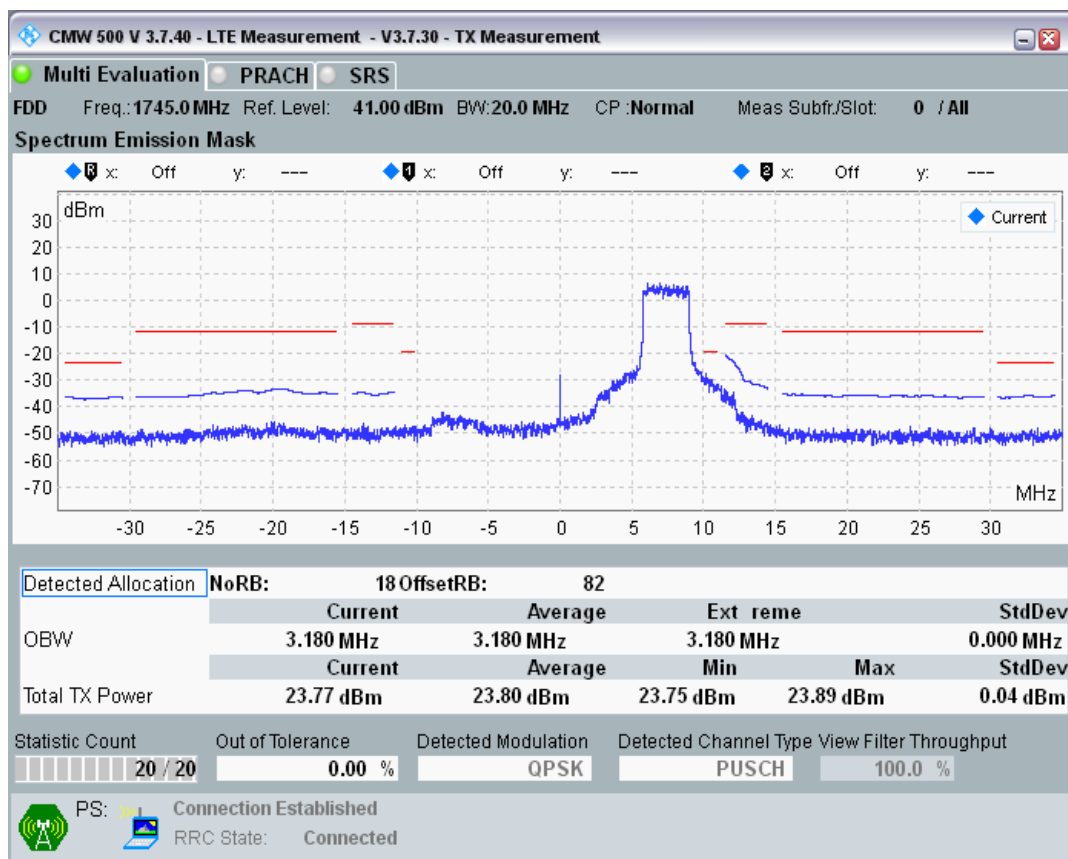 CMW 500 V 3.7.40 - LTE Measurement - V3.7.30 - TX Measurement
Multi Evaluation PRACH SRS
FDD Freq.: 1745.0 MHz Ref. Level: 41.00 dBm BW: 20.0 MHz CP : Normal Meas Subfr./Slot: 0 / All
Spectrum Emission Mask
R x: Off y: --- 1 x: Off y: --- 2 x: Off y: ---
dBm
Current
30
20
10
0
-10
-20
-30
-40
-50
-60
-70
MHz
-30 -25 -20 -15 -10 -5 0 5 10 15 20 25 30
Detected Allocation NoRB: 18 OffsetRB: 82
Current Average Ext reme StdDev
OBW 3.180 MHz 3.180 MHz 3.180 MHz 0.000 MHz
Current Average Min Max StdDev
Total TX Power 23.77 dBm 23.80 dBm 23.75 dBm 23.89 dBm 0.04 dBm
Statistic Count Out of Tolerance Detected Modulation Detected Channel Type View Filter Throughput
20 / 20 0.00 % QPSK PUSCH 100.0 %
PS: Connection Established
RRC State: Connected